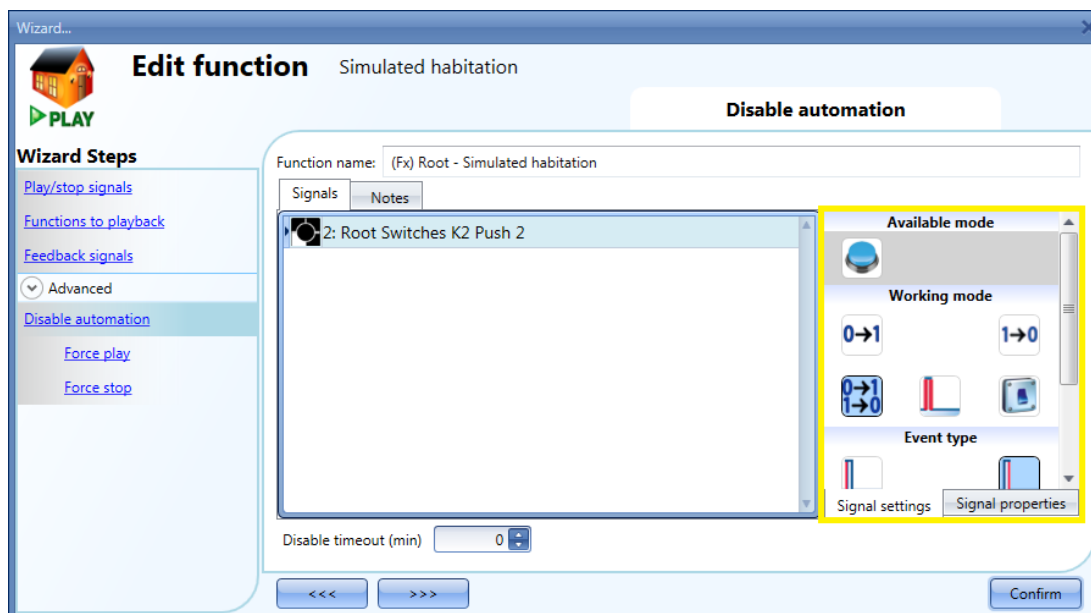 Wizard...
Edit function Simulated habitation
PLAY
Disable automation
Wizard Steps
Play/stop signals
Functions to playback
Feedback signals
Advanced
Disable automation
Force play
Force stop
Function name: (Fx) Root - Simulated habitation
Signals Notes
2: Root Switches K2 Push 2
Available mode
Working mode
0→1 1→0
0→1
1→0
Event type
Signal settings Signal properties
Disable timeout (min) 0
<<< >>> Confirm